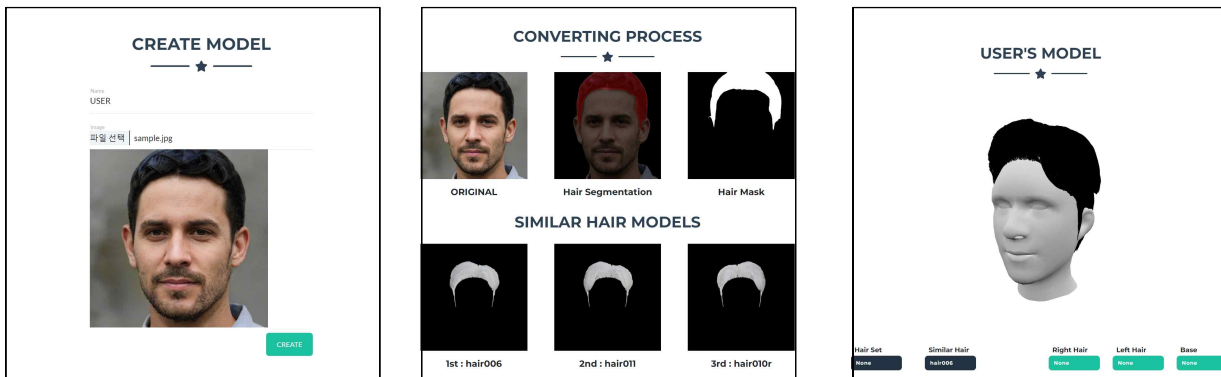 CREATE MODEL
Name
USER
Image
파일 선택 sample.jpg
CREATE
CONVERTING PROCESS
ORIGINAL Hair Segmentation Hair Mask
SIMILAR HAIR MODELS
1st : hair006 2nd : hair011 3rd : hair010r
USER'S MODEL
Hair Set Similar Hair Right Hair Left Hair Base
None hair006 None None None